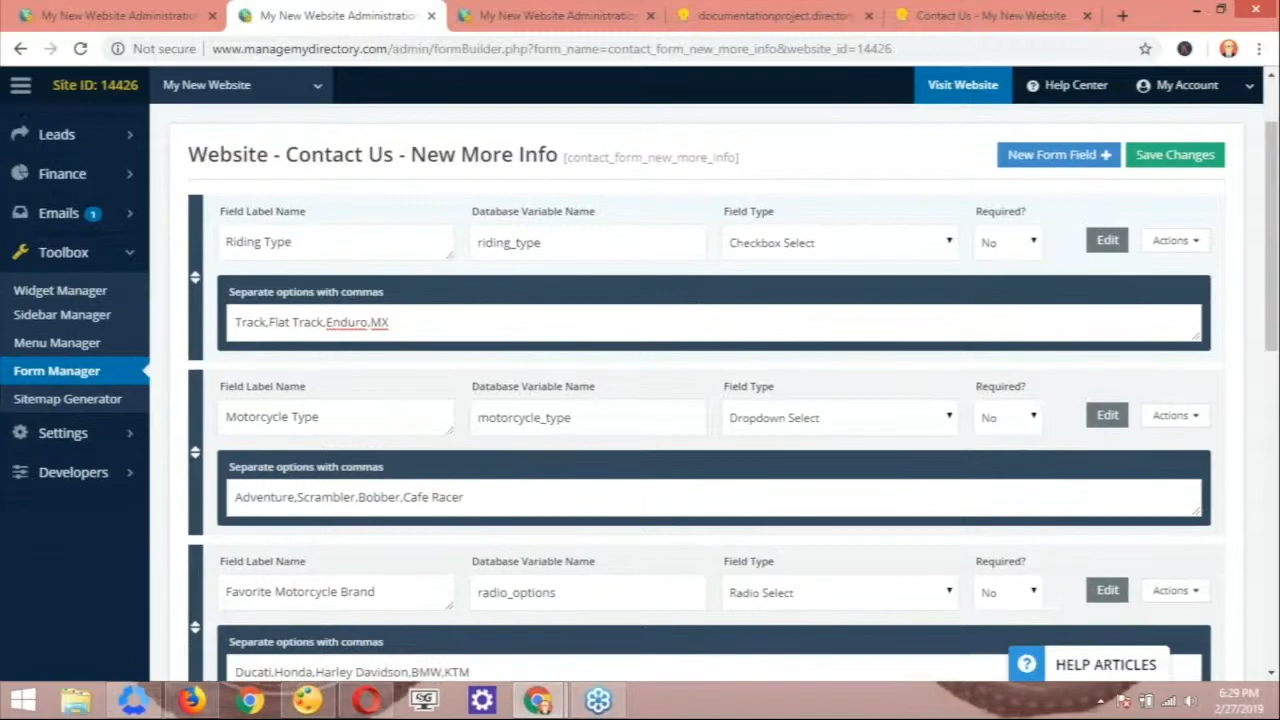 My New Website Administration
My New Website Administration
My New Website Administration
documentationproject.director
Contact Us - My New Website
Not secure
www.managemydirectory.com/admin/formBuilder.php?form_name=contact_form_new_more_info&website_id=14426
Site ID: 14426
My New Website
Visit Website
Help Center
My Account
Leads
Finance
Emails 1
Toolbox
Widget Manager
Sidebar Manager
Menu Manager
Form Manager
Sitemap Generator
Settings
Developers
Website - Contact Us - New More Info [contact_form_new_more_info]
New Form Field +
Save Changes
Field Label Name Database Variable Name Field Type Required?
Riding Type riding_type Checkbox Select No Edit Actions
Separate options with commas
Track,Flat Track,Enduro,MX
Field Label Name Database Variable Name Field Type Required?
Motorcycle Type motorcycle_type Dropdown Select No Edit Actions
Separate options with commas
Adventure,Scrambler,Bobber,Cafe Racer
Field Label Name Database Variable Name Field Type Required?
Favorite Motorcycle Brand radio_options Radio Select No Edit Actions
Separate options with commas
Ducati,Honda,Harley Davidson,BMW,KTM
HELP ARTICLES
SG
6:29 PM
2/27/2019